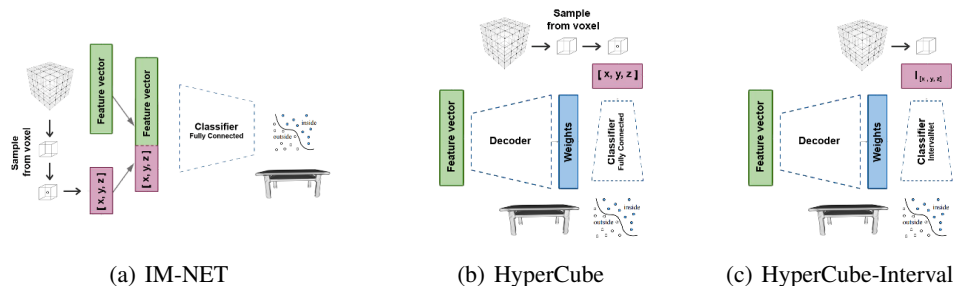 Sample
from voxel
Feature vector
Feature vector
[ x, y, z ]
[ x, y, z ]
Classifier
Fully Connected
inside
outside
(a) IM-NET
Sample
from voxel
[ x, y, z ]
Feature vector
Decoder
Weights
Classifier
Fully Connected
inside
outside
(b) HyperCube
I [x, y, z]
Feature vector
Decoder
Weights
Classifier
IntervalNet
inside
outside
(c) HyperCube-Interval